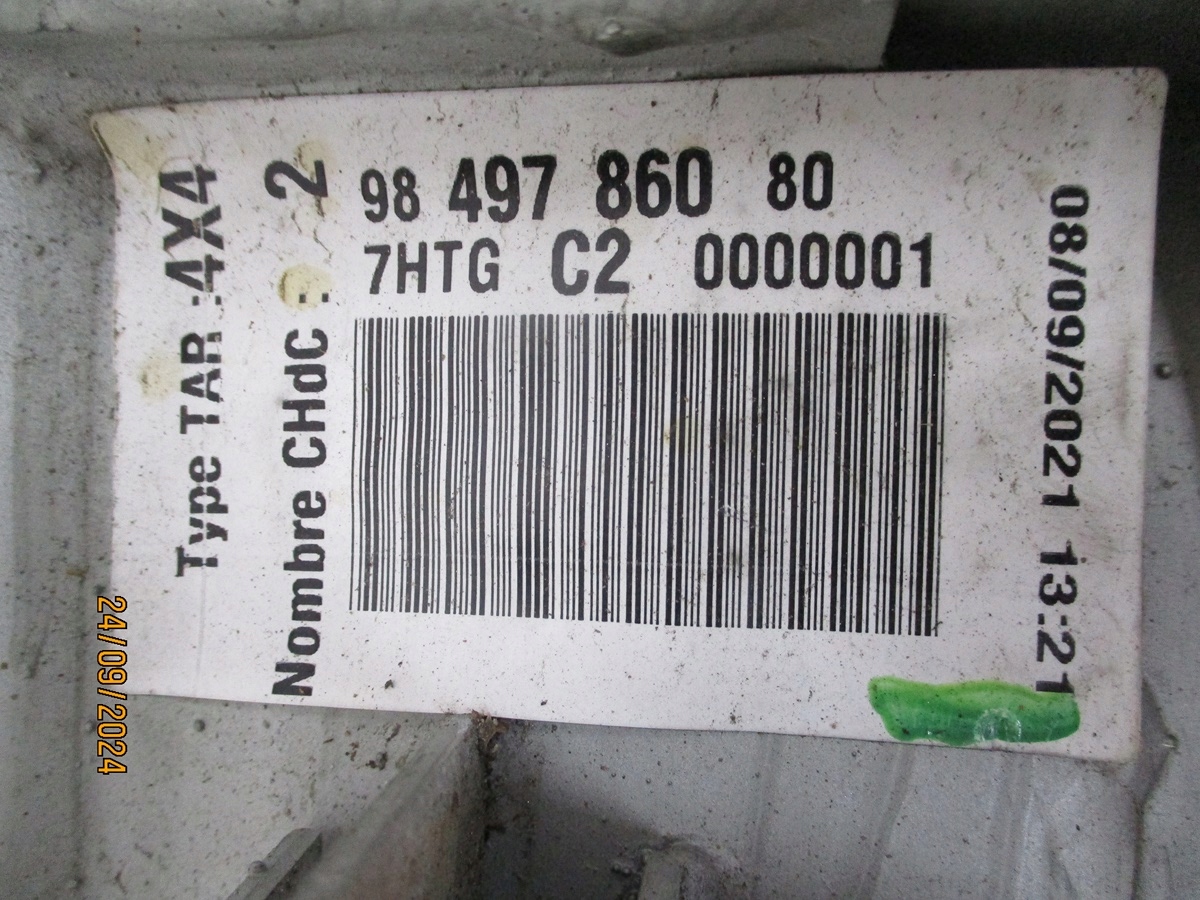 98 497 860 80
7HTG C2 0000001
Type TAR :4X4
Nombre CHdC : 2
08/09/2021 13:21
24/09/2024